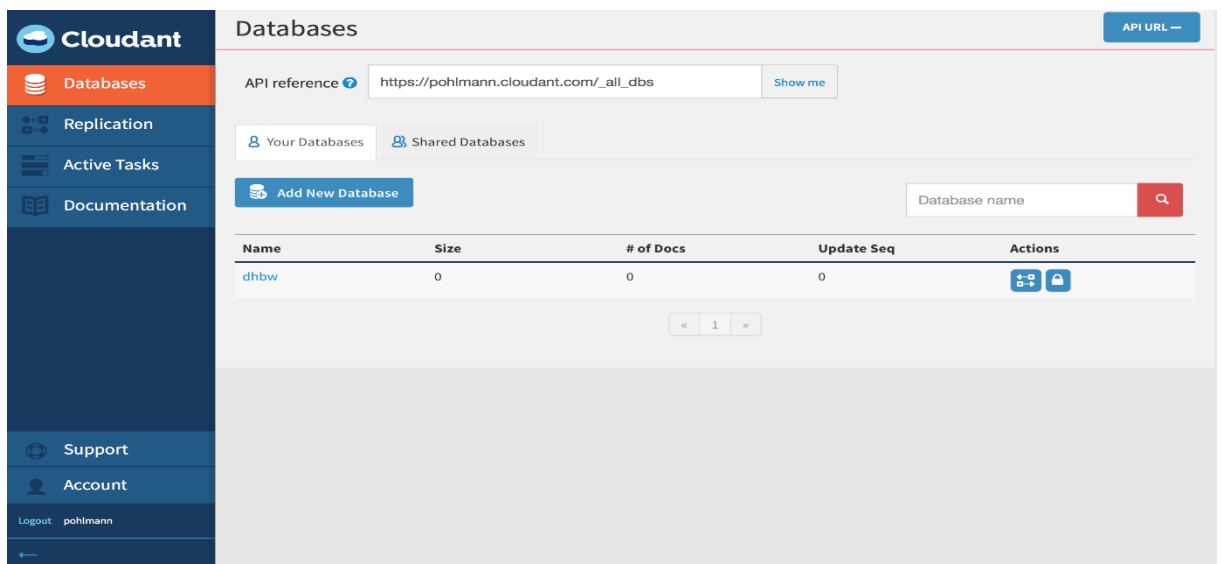 Cloudant
Databases
Replication
Active Tasks
Documentation
Support
Account
Logout pohlmann
Databases
API URL —
API reference ? https://pohlmann.cloudant.com/_all_dbs Show me
Your Databases Shared Databases
Add New Database
Database name
Name Size # of Docs Update Seq Actions
dhbw 0 0 0
« 1 »